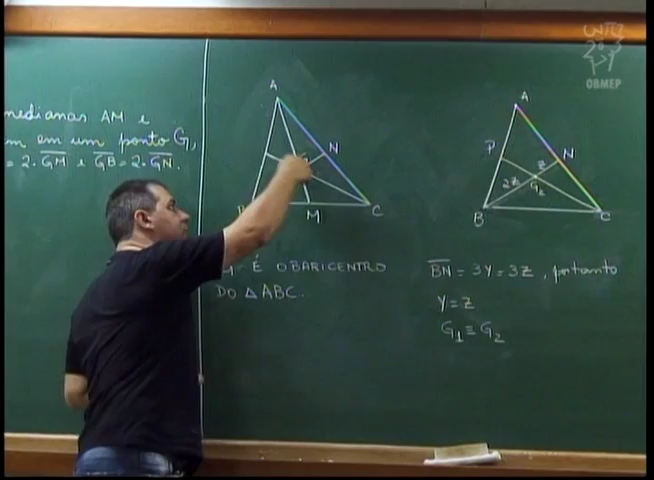 medianas AM e
em um ponto G,
= 2·GM e GB = 2·GN.
A
N
M
C
É O BARICENTRO
DO △ABC.
A
P
N
Z
2Z
G₂
B
C
BN = 3Y = 3Z, portanto
Y = Z
G₁ ≡ G₂
OBMEP